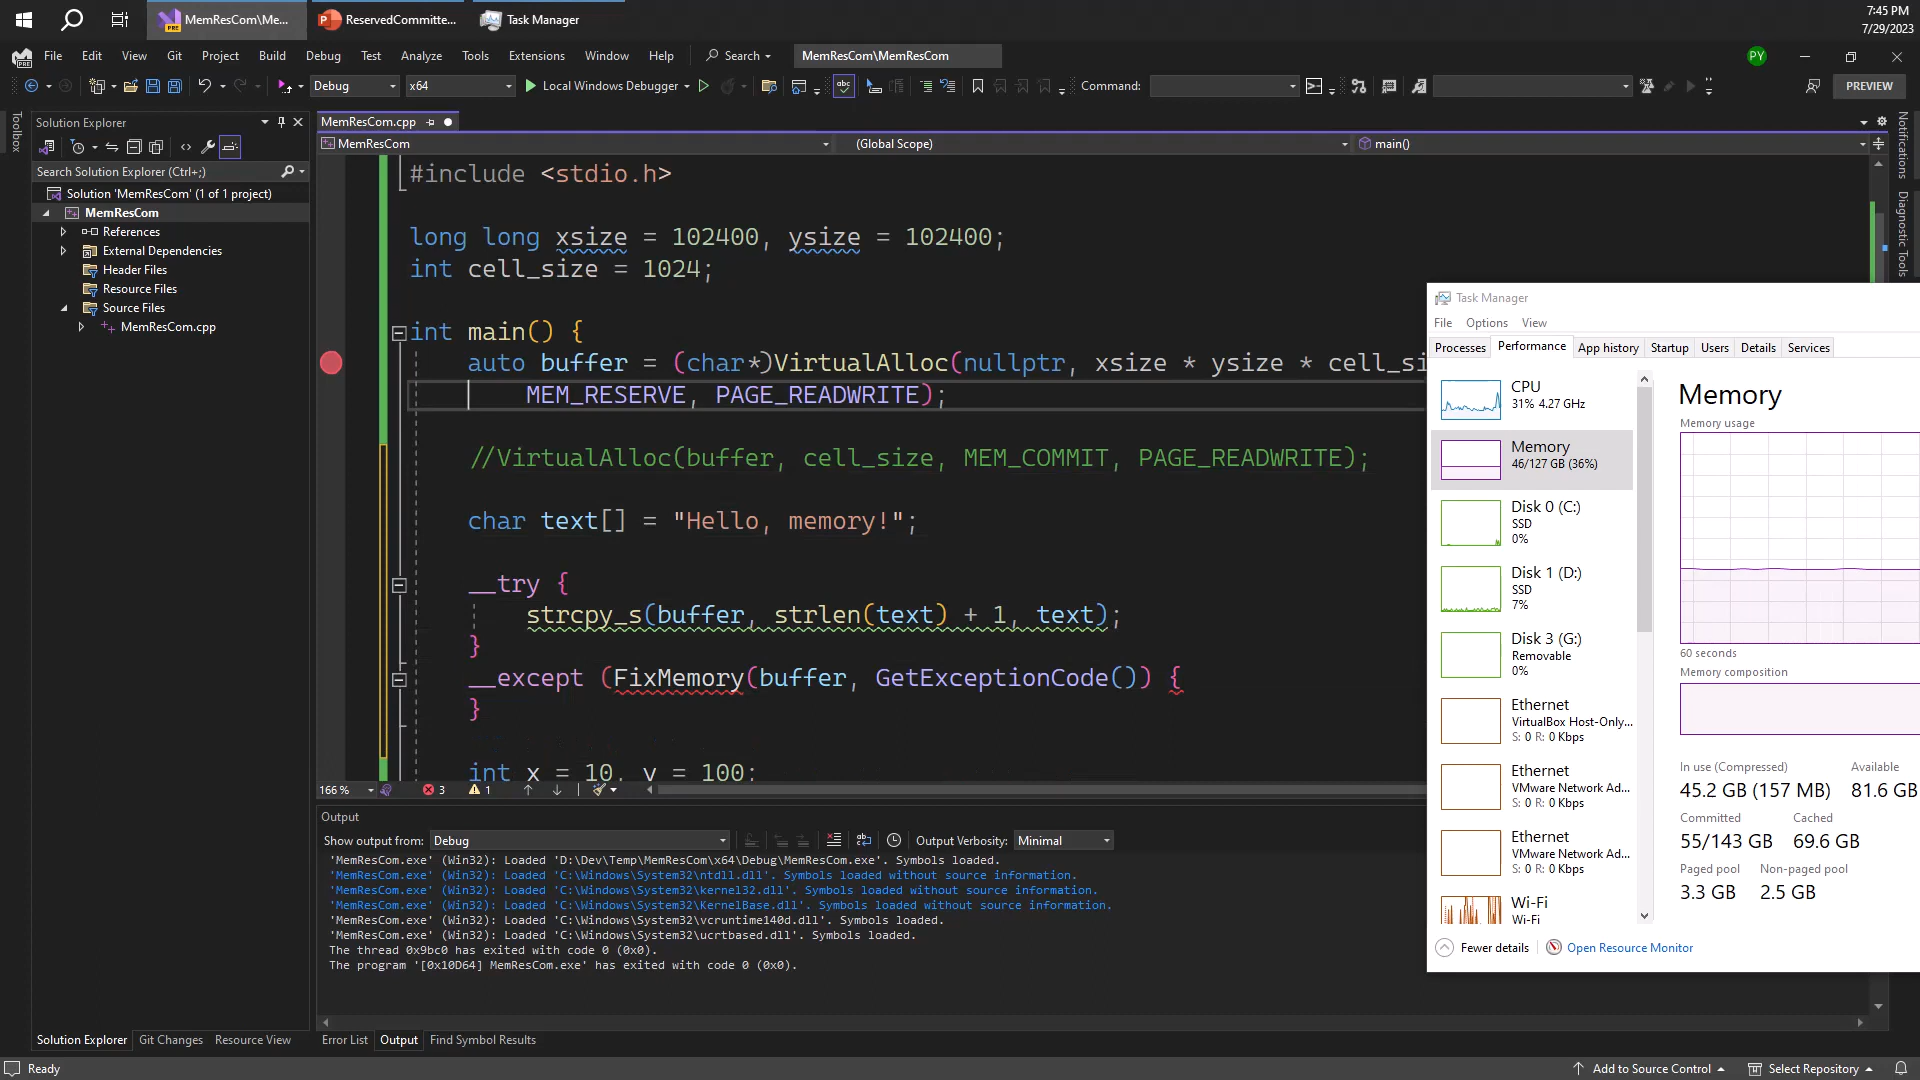 MemResCom\Me...
ReservedCommitte...
Task Manager
7:45 PM
7/29/2023
File Edit View Git Project Build Debug Test Analyze Tools Extensions Window Help Search MemResCom\MemResCom PY
Debug x64 Local Windows Debugger Command: PREVIEW
Toolbox
Solution Explorer
Search Solution Explorer (Ctrl+;)
Solution 'MemResCom' (1 of 1 project)
MemResCom
References
External Dependencies
Header Files
Resource Files
Source Files
MemResCom.cpp
MemResCom.cpp
MemResCom (Global Scope) main()
#include <stdio.h>
long long xsize = 102400, ysize = 102400;
int cell_size = 1024;
int main() {
auto buffer = (char*)VirtualAlloc(nullptr, xsize * ysize * cell_si
MEM_RESERVE, PAGE_READWRITE);
//VirtualAlloc(buffer, cell_size, MEM_COMMIT, PAGE_READWRITE);
char text[] = "Hello, memory!";
__try {
strcpy_s(buffer, strlen(text) + 1, text);
}
__except (FixMemory(buffer, GetExceptionCode()) {
}
int x = 10, y = 100;
166 % 3 1
Output
Show output from: Debug Output Verbosity: Minimal
'MemResCom.exe' (Win32): Loaded 'D:\Dev\Temp\MemResCom\x64\Debug\MemResCom.exe'. Symbols loaded.
'MemResCom.exe' (Win32): Loaded 'C:\Windows\System32\ntdll.dll'. Symbols loaded without source information.
'MemResCom.exe' (Win32): Loaded 'C:\Windows\System32\kernel32.dll'. Symbols loaded without source information.
'MemResCom.exe' (Win32): Loaded 'C:\Windows\System32\KernelBase.dll'. Symbols loaded without source information.
'MemResCom.exe' (Win32): Loaded 'C:\Windows\System32\vcruntime140d.dll'. Symbols loaded.
'MemResCom.exe' (Win32): Loaded 'C:\Windows\System32\ucrtbased.dll'. Symbols loaded.
The thread 0x9bc0 has exited with code 0 (0x0).
The program '[0x10D64] MemResCom.exe' has exited with code 0 (0x0).
Solution Explorer Git Changes Resource View
Error List Output Find Symbol Results
Ready
Add to Source Control
Select Repository
Notifications
Diagnostic Tools
Task Manager
File Options View
Processes Performance App history Startup Users Details Services
CPU
31% 4.27 GHz
Memory
46/127 GB (36%)
Disk 0 (C:)
SSD
0%
Disk 1 (D:)
SSD
7%
Disk 3 (G:)
Removable
0%
Ethernet
VirtualBox Host-Only...
S: 0 R: 0 Kbps
Ethernet
VMware Network Ad...
S: 0 R: 0 Kbps
Ethernet
VMware Network Ad...
S: 0 R: 0 Kbps
Wi-Fi
Wi-Fi
Memory
Memory usage
60 seconds
Memory composition
In use (Compressed) Available
45.2 GB (157 MB) 81.6 GB
Committed Cached
55/143 GB 69.6 GB
Paged pool Non-paged pool
3.3 GB 2.5 GB
Fewer details
Open Resource Monitor